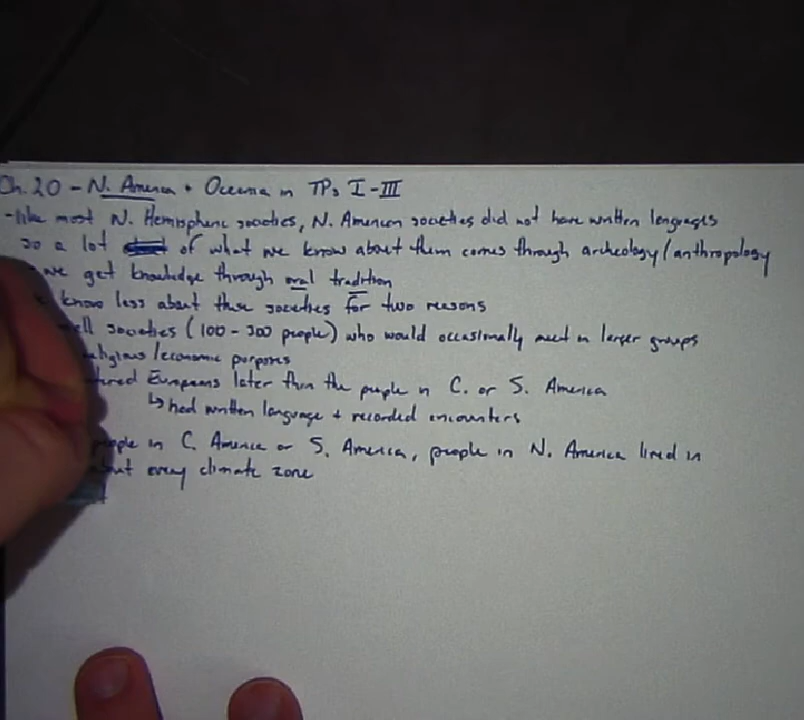 Ch. 20 - N. America + Oceania in TPs I-III
-like most N. Hemispheric societies, N. American societies did not have written languages
so a lot of what we know about them comes through archeology/anthropology
we get knowledge through oral tradition
know less about these societies for two reasons
societies (100-300 people) who would occasionally meet in larger groups
religious/economic purposes
Europeans later than the people in C. or S. America
↳ had written language + recorded encounters
people in C. America or S. America, people in N. America lived in
every climate zone